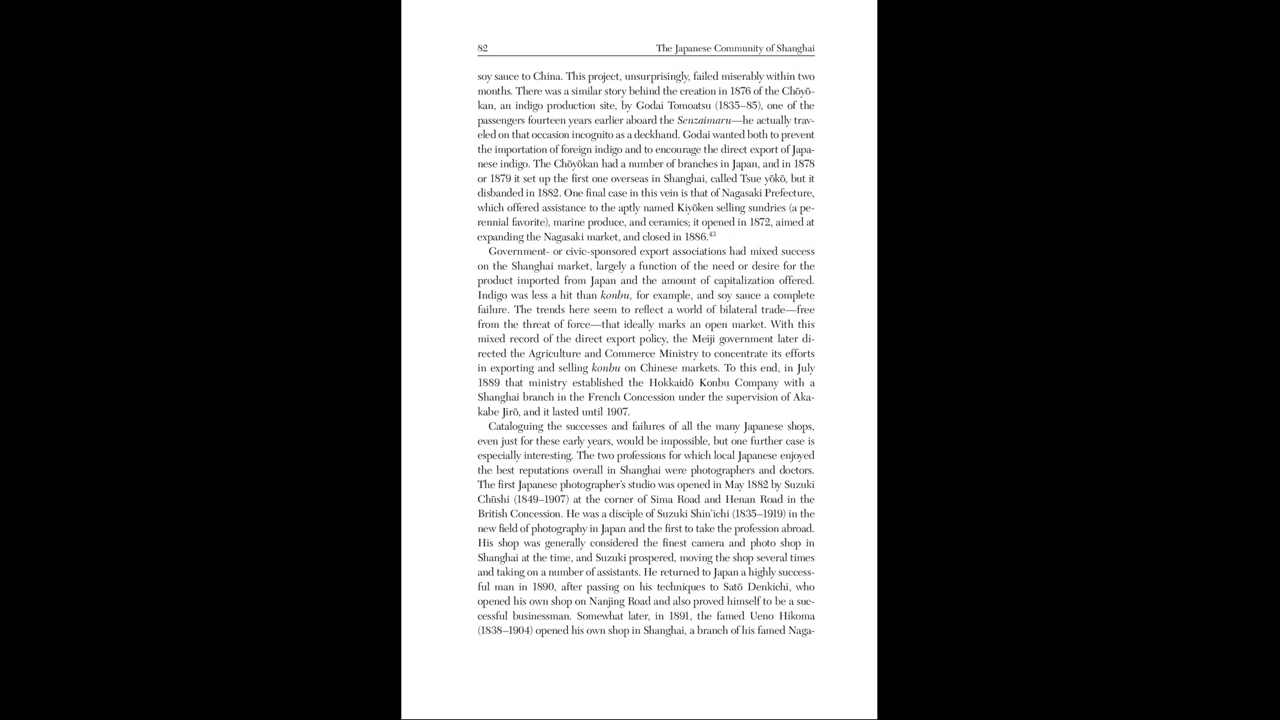 82 The Japanese Community of Shanghai
soy sauce to China. This project, unsurprisingly, failed miserably within two
months. There was a similar story behind the creation in 1876 of the Chōyō-
kan, an indigo production site, by Godai Tomoatsu (1835–85), one of the
passengers fourteen years earlier aboard the Senzaimaru—he actually trav-
eled on that occasion incognito as a deckhand. Godai wanted both to prevent
the importation of foreign indigo and to encourage the direct export of Japa-
nese indigo. The Chōyōkan had a number of branches in Japan, and in 1878
or 1879 it set up the first one overseas in Shanghai, called Tsue yōkō, but it
disbanded in 1882. One final case in this vein is that of Nagasaki Prefecture,
which offered assistance to the aptly named Kiyōken selling sundries (a pe-
rennial favorite), marine produce, and ceramics; it opened in 1872, aimed at
expanding the Nagasaki market, and closed in 1886.43
Government- or civic-sponsored export associations had mixed success
on the Shanghai market, largely a function of the need or desire for the
product imported from Japan and the amount of capitalization offered.
Indigo was less a hit than konbu, for example, and soy sauce a complete
failure. The trends here seem to reflect a world of bilateral trade—free
from the threat of force—that ideally marks an open market. With this
mixed record of the direct export policy, the Meiji government later di-
rected the Agriculture and Commerce Ministry to concentrate its efforts
in exporting and selling konbu on Chinese markets. To this end, in July
1889 that ministry established the Hokkaidō Konbu Company with a
Shanghai branch in the French Concession under the supervision of Aka-
kabe Jirō, and it lasted until 1907.
Cataloguing the successes and failures of all the many Japanese shops,
even just for these early years, would be impossible, but one further case is
especially interesting. The two professions for which local Japanese enjoyed
the best reputations overall in Shanghai were photographers and doctors.
The first Japanese photographer's studio was opened in May 1882 by Suzuki
Chūshi (1849–1907) at the corner of Sima Road and Henan Road in the
British Concession. He was a disciple of Suzuki Shin'ichi (1835–1919) in the
new field of photography in Japan and the first to take the profession abroad.
His shop was generally considered the finest camera and photo shop in
Shanghai at the time, and Suzuki prospered, moving the shop several times
and taking on a number of assistants. He returned to Japan a highly success-
ful man in 1890, after passing on his techniques to Satō Denkichi, who
opened his own shop on Nanjing Road and also proved himself to be a suc-
cessful businessman. Somewhat later, in 1891, the famed Ueno Hikoma
(1838–1904) opened his own shop in Shanghai, a branch of his famed Naga-